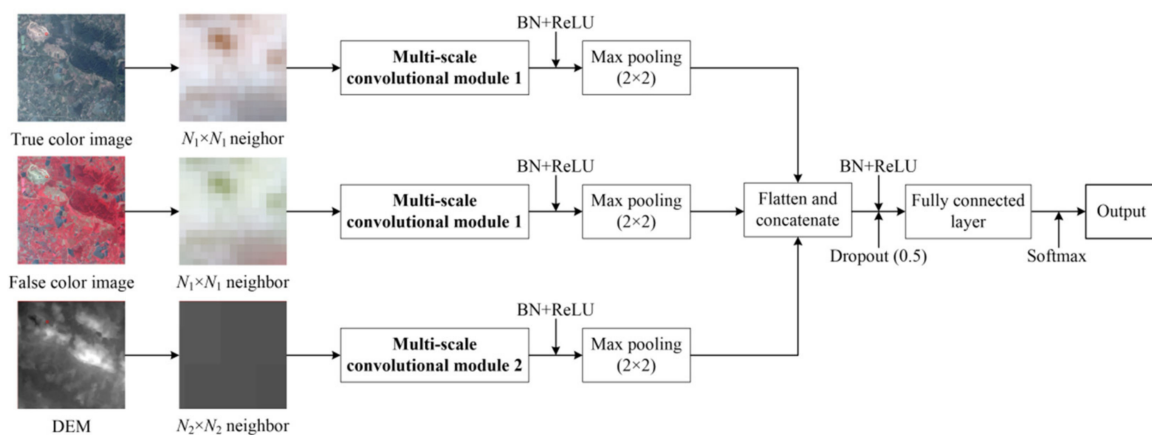 True color image
N₁×N₁ neighor
BN+ReLU
Multi-scale
convolutional module 1
Max pooling
(2×2)
False color image
N₁×N₁ neighbor
BN+ReLU
Multi-scale
convolutional module 1
Max pooling
(2×2)
DEM
N₂×N₂ neighbor
BN+ReLU
Multi-scale
convolutional module 2
Max pooling
(2×2)
Flatten and
concatenate
BN+ReLU
Dropout (0.5)
Fully connected
layer
Softmax
Output